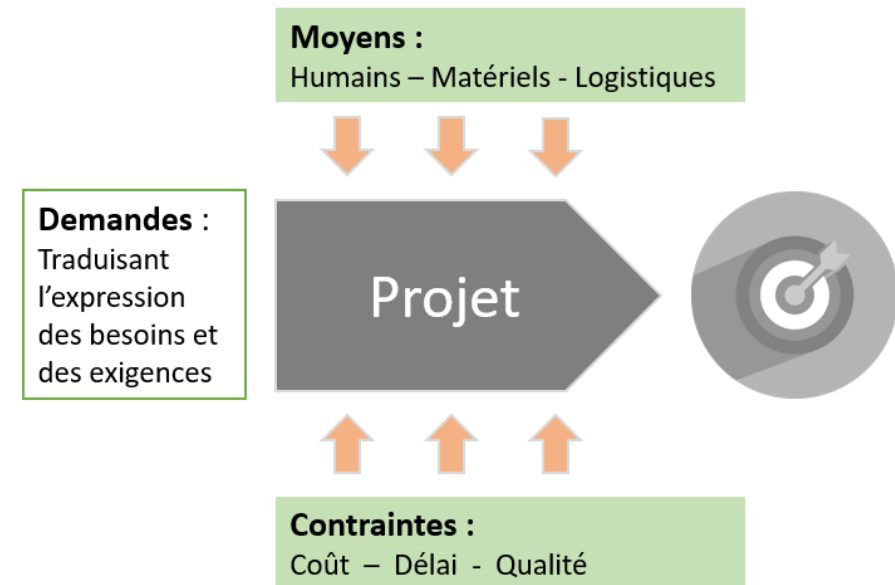 Moyens :
Humains – Matériels - Logistiques
Demandes :
Traduisant
l’expression
des besoins et
des exigences
Projet
Contraintes :
Coût – Délai - Qualité